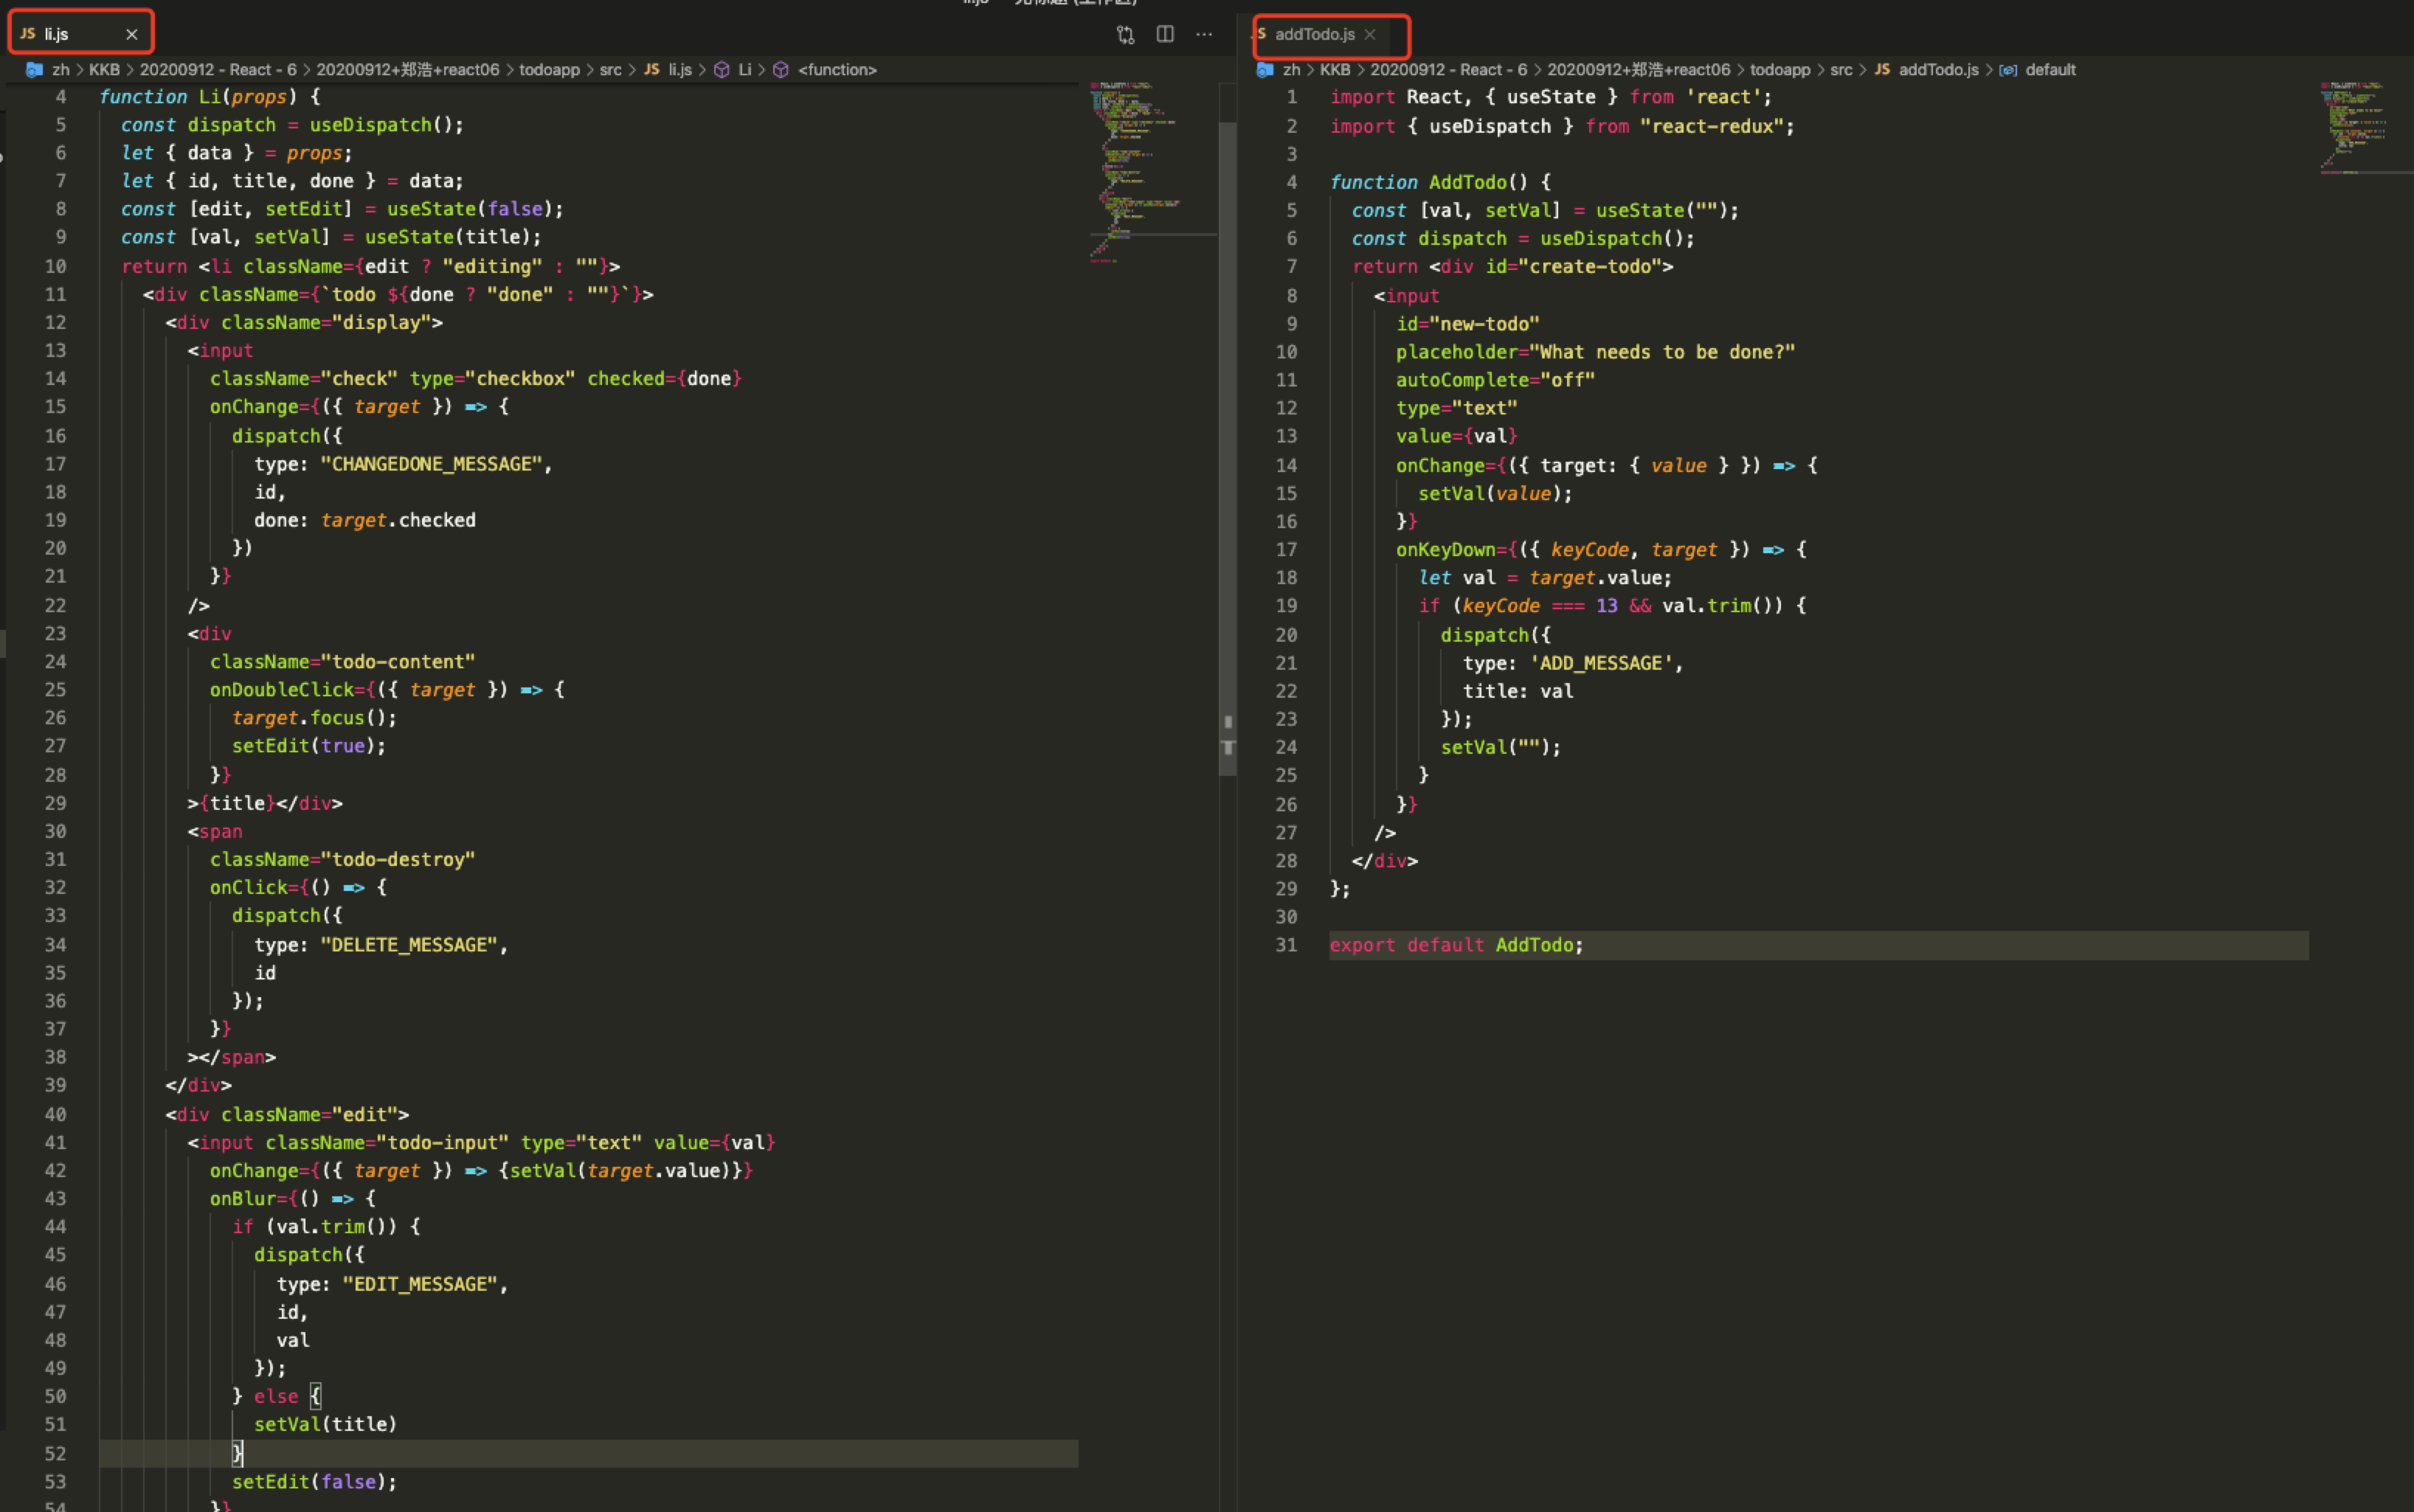 JS li.js ×
zh > KKB > 20200912 - React - 6 > 20200912+郑浩+react06 > todoapp > src > JS li.js > Li > <function>
4 function Li(props) {
5 const dispatch = useDispatch();
6 let { data } = props;
7 let { id, title, done } = data;
8 const [edit, setEdit] = useState(false);
9 const [val, setVal] = useState(title);
10 return <li className={edit ? "editing" : ""}>
11 <div className={`todo ${done ? "done" : ""}`}>
12 <div className="display">
13 <input
14 className="check" type="checkbox" checked={done}
15 onChange={({ target }) => {
16 dispatch({
17 type: "CHANGEDONE_MESSAGE",
18 id,
19 done: target.checked
20 })
21 }}
22 />
23 <div
24 className="todo-content"
25 onDoubleClick={({ target }) => {
26 target.focus();
27 setEdit(true);
28 }}
29 >{title}</div>
30 <span
31 className="todo-destroy"
32 onClick={() => {
33 dispatch({
34 type: "DELETE_MESSAGE",
35 id
36 });
37 }}
38 ></span>
39 </div>
40 <div className="edit">
41 <input className="todo-input" type="text" value={val}
42 onChange={({ target }) => {setVal(target.value)}}
43 onBlur={() => {
44 if (val.trim()) {
45 dispatch({
46 type: "EDIT_MESSAGE",
47 id,
48 val
49 });
50 } else {
51 setVal(title)
52 }
53 setEdit(false);
54 }}
JS addTodo.js ×
zh > KKB > 20200912 - React - 6 > 20200912+郑浩+react06 > todoapp > src > JS addTodo.js > default
1 import React, { useState } from 'react';
2 import { useDispatch } from "react-redux";
3
4 function AddTodo() {
5 const [val, setVal] = useState("");
6 const dispatch = useDispatch();
7 return <div id="create-todo">
8 <input
9 id="new-todo"
10 placeholder="What needs to be done?"
11 autoComplete="off"
12 type="text"
13 value={val}
14 onChange={({ target: { value } }) => {
15 setVal(value);
16 }}
17 onKeyDown={({ keyCode, target }) => {
18 let val = target.value;
19 if (keyCode === 13 && val.trim()) {
20 dispatch({
21 type: 'ADD_MESSAGE',
22 title: val
23 });
24 setVal("");
25 }
26 }}
27 />
28 </div>
29 };
30
31 export default AddTodo;